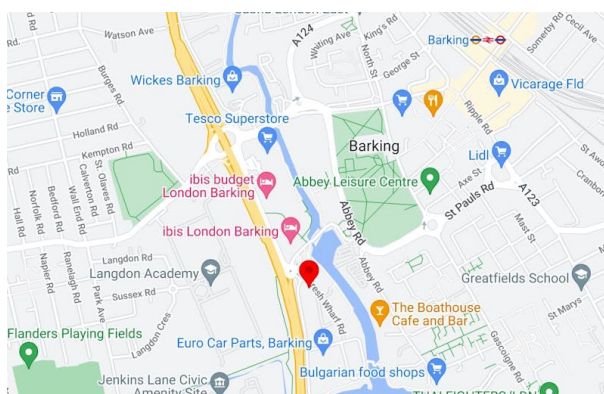 Watson Ave
A124
Whiting Ave
King's Rd
North St
George St
Barking
Somerby Rd
Cecil Ave
Wickes Barking
Vicarage Fld
Corner
Store
Burges Rd
Tesco Superstore
Ripple Rd
Holland Rd
Kempton Rd
Barking
Lidl
St. Olaves Rd
Calverton Rd
Wall End Rd
Bedford Rd
Norfolk Rd
Hall Rd
ibis budget
London Barking
Abbey Leisure Centre
Axe St
St Pauls Rd
A123
Abbey Rd
ibis London Barking
Mast St
Napier Rd
Ranelagh Rd
Park Ave
Langdon Rd
Langdon Academy
Sussex Rd
Langdon Cres
Abbey Rd
Greatfields School
St Marys
resh Wharf Rd
The Boathouse
Cafe and Bar
Flanders Playing Fields
Euro Car Parts, Barking
Gascoigne Rd
Jenkins Lane Civic
Amenity Site
Bulgarian food shops